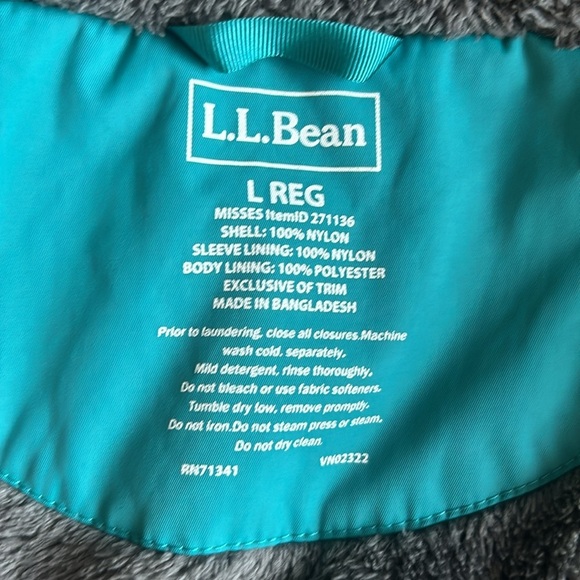 L.L.Bean
L REG
MISSES ItemID 271136
SHELL: 100% NYLON
SLEEVE LINING: 100% NYLON
BODY LINING: 100% POLYESTER
EXCLUSIVE OF TRIM
MADE IN BANGLADESH
Prior to laundering, close all closures.Machine
wash cold, separately.
Mild detergent, rinse thoroughly.
Do not bleach or use fabric softeners.
Tumble dry low, remove promptly.
Do not iron.Do not steam press or steam.
Do not dry clean.
RN71341 VN02322